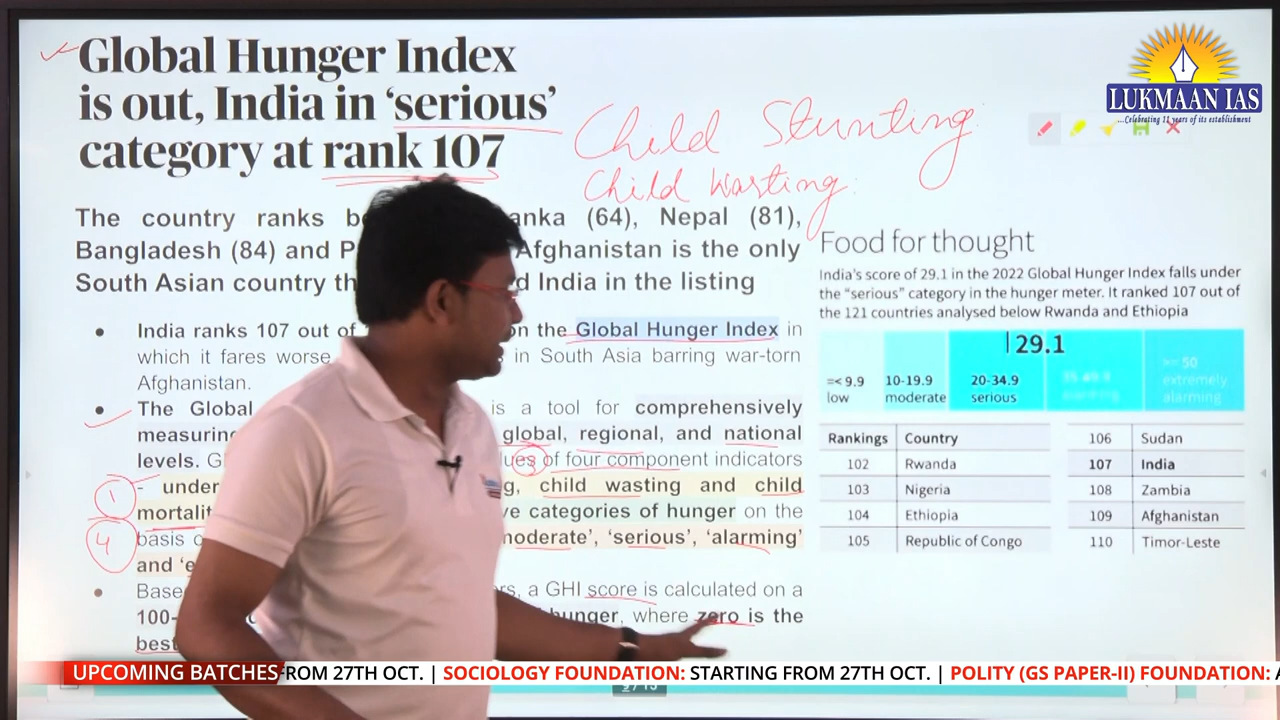 Global Hunger Index
is out, India in ‘serious’
category at rank 107
Child Stunting
Child Wasting:
LUKMAAN IAS
...Celebrating 11 years of its establishment
The country ranks anka (64), Nepal (81),
Bangladesh (84) and Afghanistan is the only
South Asian country India in the listing
• India ranks 107 out of on the Global Hunger Index in
which it fares worse in South Asia barring war-torn
Afghanistan.
• The Global is a tool for comprehensively
measurin global, regional, and national
levels. of four component indicators
1 - under child wasting and child
mortalit categories of hunger on the
4 basis moderate’, ‘serious’, ‘alarming’
and
• Base a GHI score is calculated on a
100- hunger, where zero is the
best
Food for thought
India’s score of 29.1 in the 2022 Global Hunger Index falls under
the “serious” category in the hunger meter. It ranked 107 out of
the 121 countries analysed below Rwanda and Ethiopia
29.1
=<9.9 10-19.9 20-34.9 >= 50
low moderate serious extremely
alarming
Rankings Country
102 Rwanda
103 Nigeria
104 Ethiopia
105 Republic of Congo
106 Sudan
107 India
108 Zambia
109 Afghanistan
110 Timor-Leste
UPCOMING BATCHES FROM 27TH OCT. | SOCIOLOGY FOUNDATION: STARTING FROM 27TH OCT. | POLITY (GS PAPER-II) FOUNDATION: